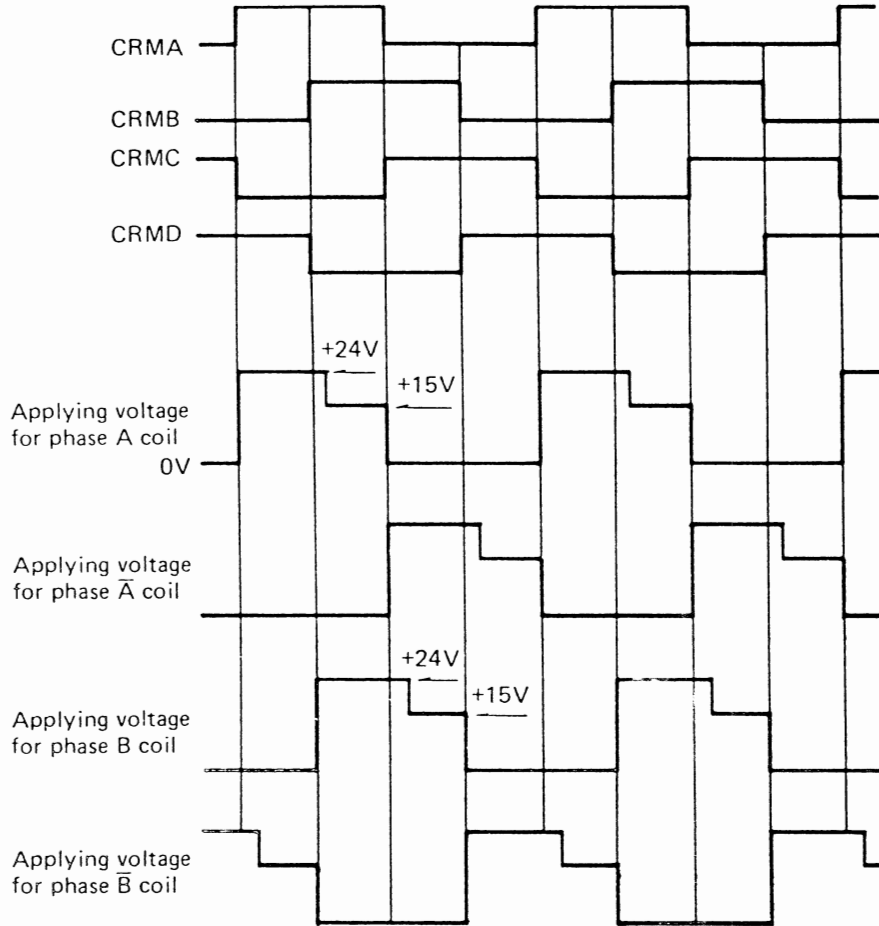 CRMA
CRMB
CRMC
CRMD
+24V
+15V
Applying voltage
for phase A coil
0V
Applying voltage
for phase A̅ coil
+24V
+15V
Applying voltage
for phase B coil
Applying voltage
for phase B̅ coil